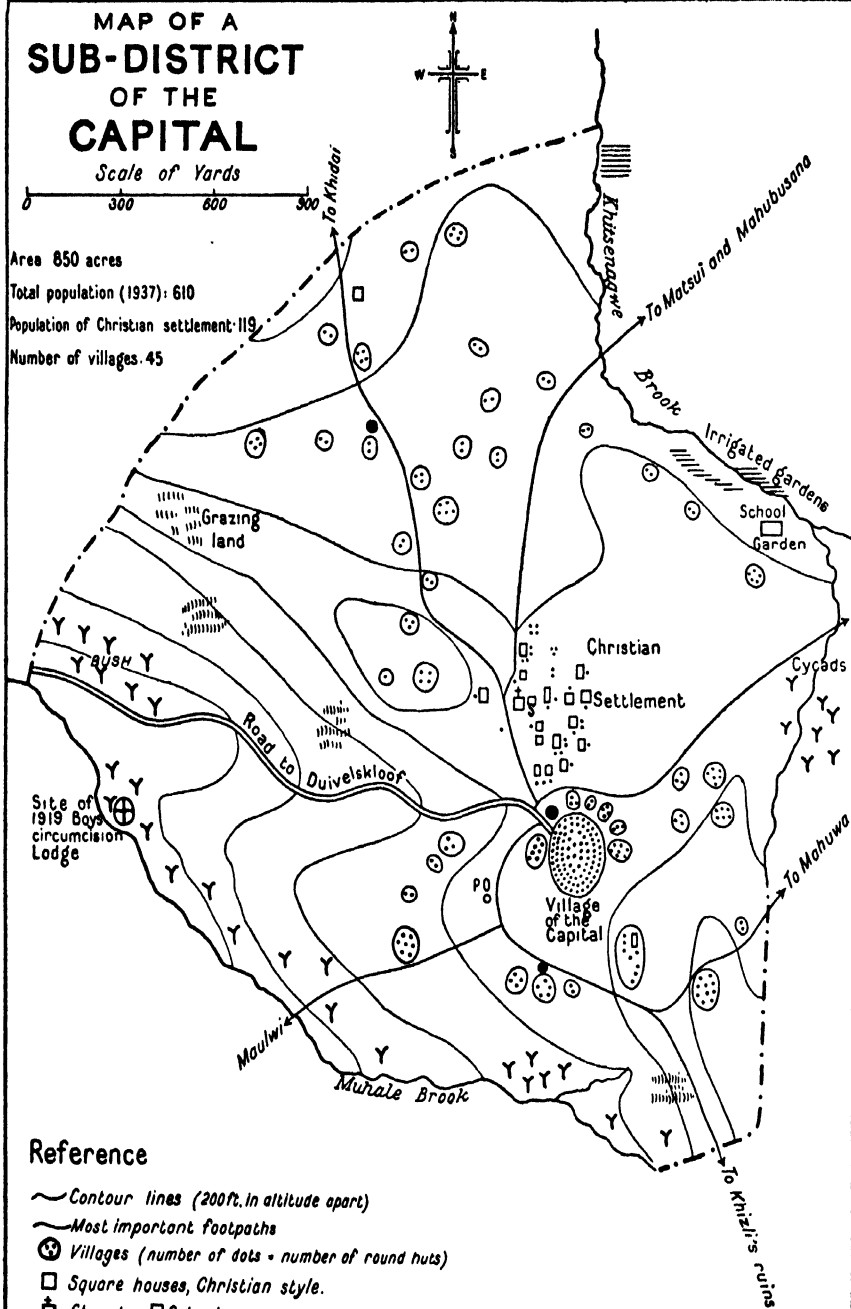 MAP OF A
SUB-DISTRICT
OF THE
CAPITAL
Scale of Yards
0 300 600 900
Area 850 acres
Total population (1937): 610
Population of Christian settlement·119
Number of villages·45
N
W E
S
To Khidai
Khitsenagwe
Brook
To Matsui and Mahubusana
Irrigated gardens
School
Garden
Grazing
land
BUSH
Christian
Settlement
S
Cycads
Road to Duivelskloof
Site of
1919 Boys'
circumcision
Lodge
PO
Village
of the
Capital
To Mahuwa
Maulwi
Muhale Brook
To Khizli's ruins
Reference
Contour lines (200ft. in altitude apart)
Most important footpaths
Villages (number of dots = number of round huts)
Square houses, Christian style.